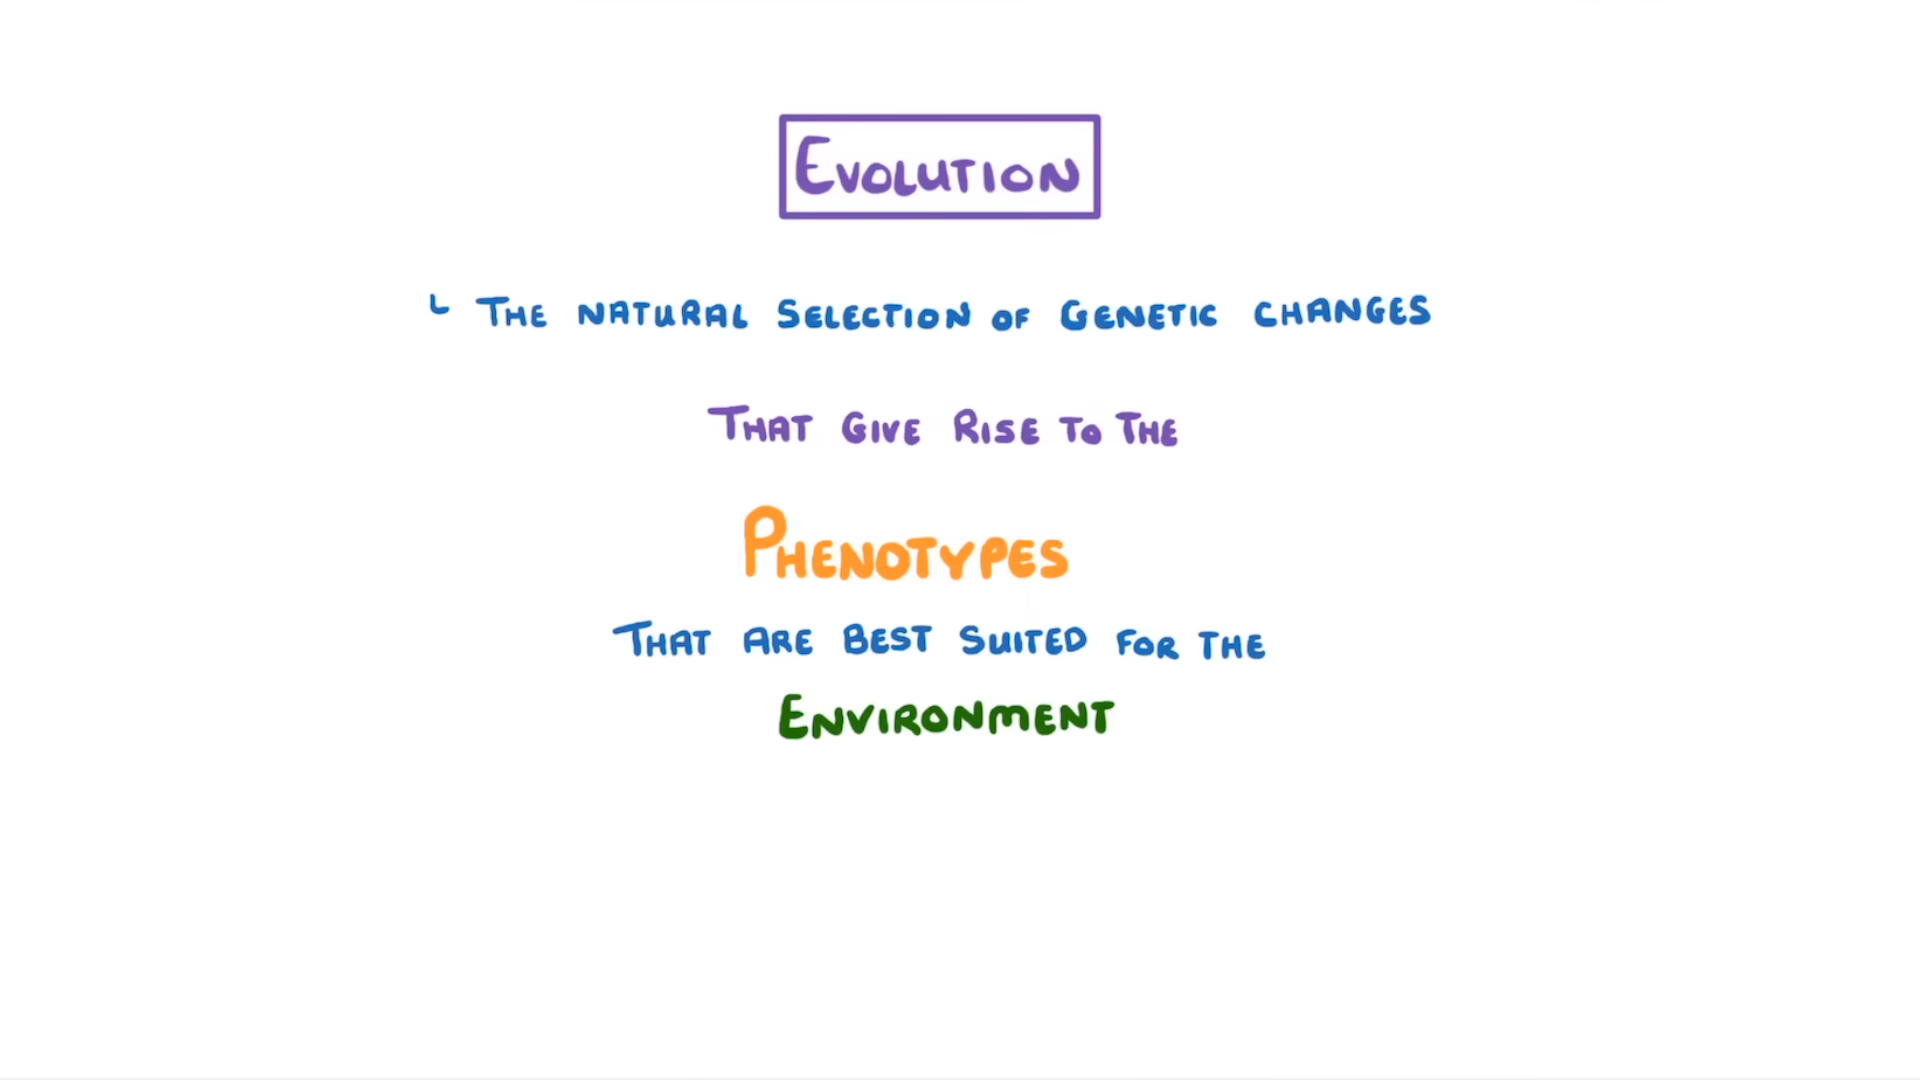 EVOLUTION
THE NATURAL SELECTION OF GENETIC CHANGES
THAT GIVE RISE TO THE
PHENOTYPES
THAT ARE BEST SUITED FOR THE
ENVIRONMENT